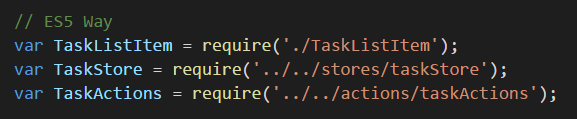 // ES5 Way
var TaskListItem = require('./TaskListItem');
var TaskStore = require('../../stores/taskStore');
var TaskActions = require('../../actions/taskActions');